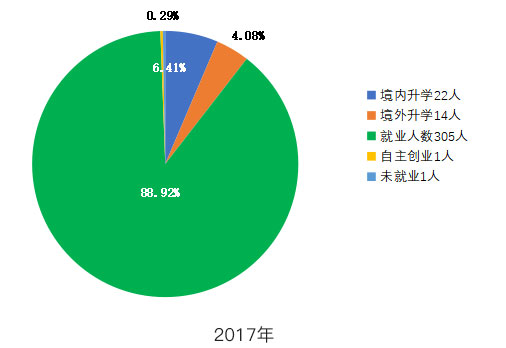 0.29%
4.08%
6.41%
88.92%
境内升学22人
境外升学14人
就业人数305人
自主创业1人
未就业1人
2017年